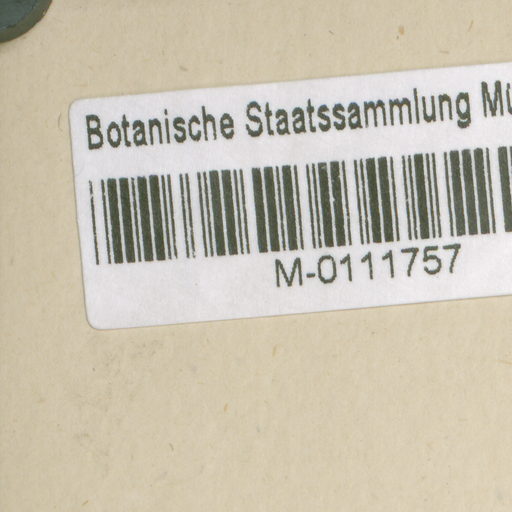 Botanische Staatssammlung Mü
M-0111757